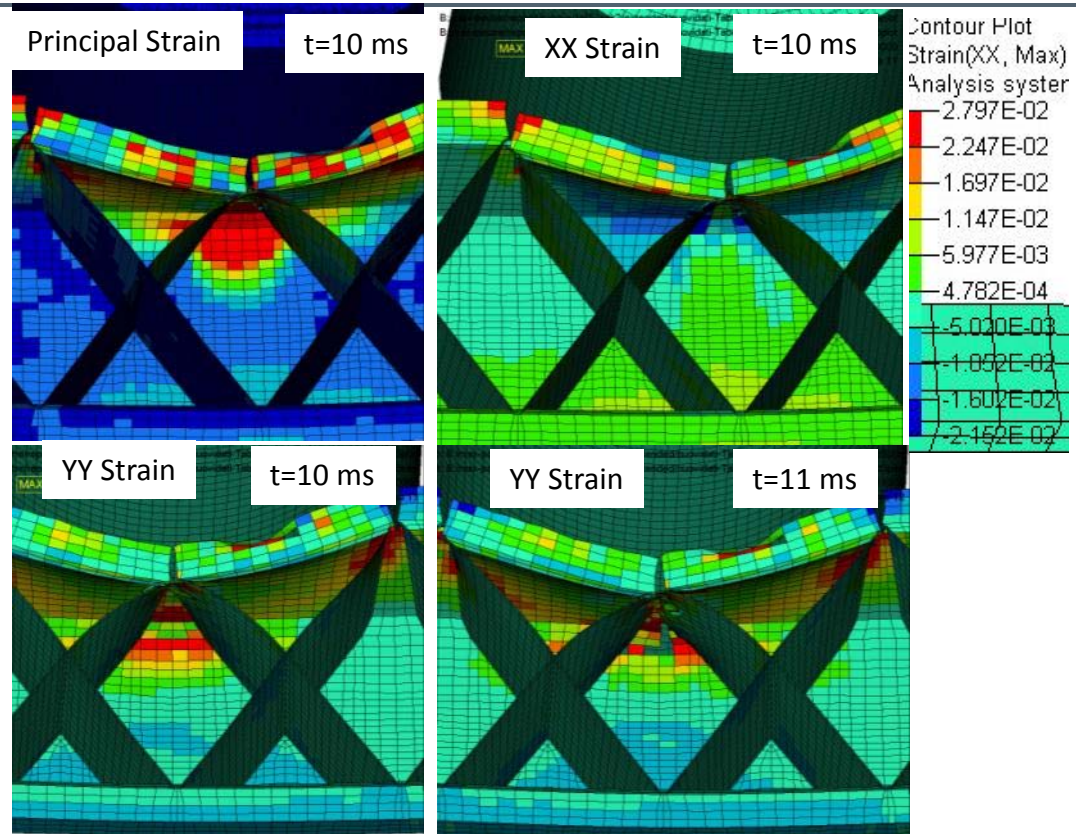 Principal Strain
t=10 ms
XX Strain
t=10 ms
MAX
Contour Plot
Strain(XX, Max)
Analysis system
2.797E-02
2.247E-02
1.697E-02
1.147E-02
5.977E-03
4.782E-04
-5.020E-03
-1.052E-02
-1.602E-02
-2.152E-02
YY Strain
t=10 ms
MAX
YY Strain
t=11 ms